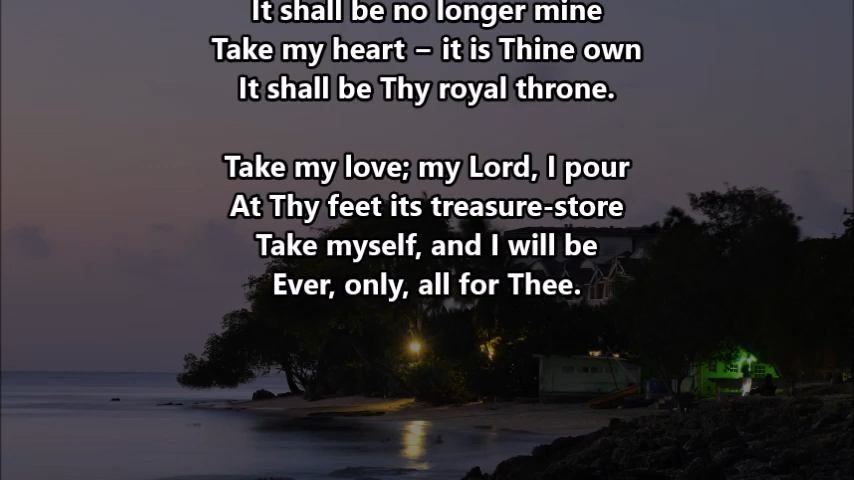 It shall be no longer mine
Take my heart – it is Thine own
It shall be Thy royal throne.
Take my love; my Lord, I pour
At Thy feet its treasure-store
Take myself, and I will be
Ever, only, all for Thee.